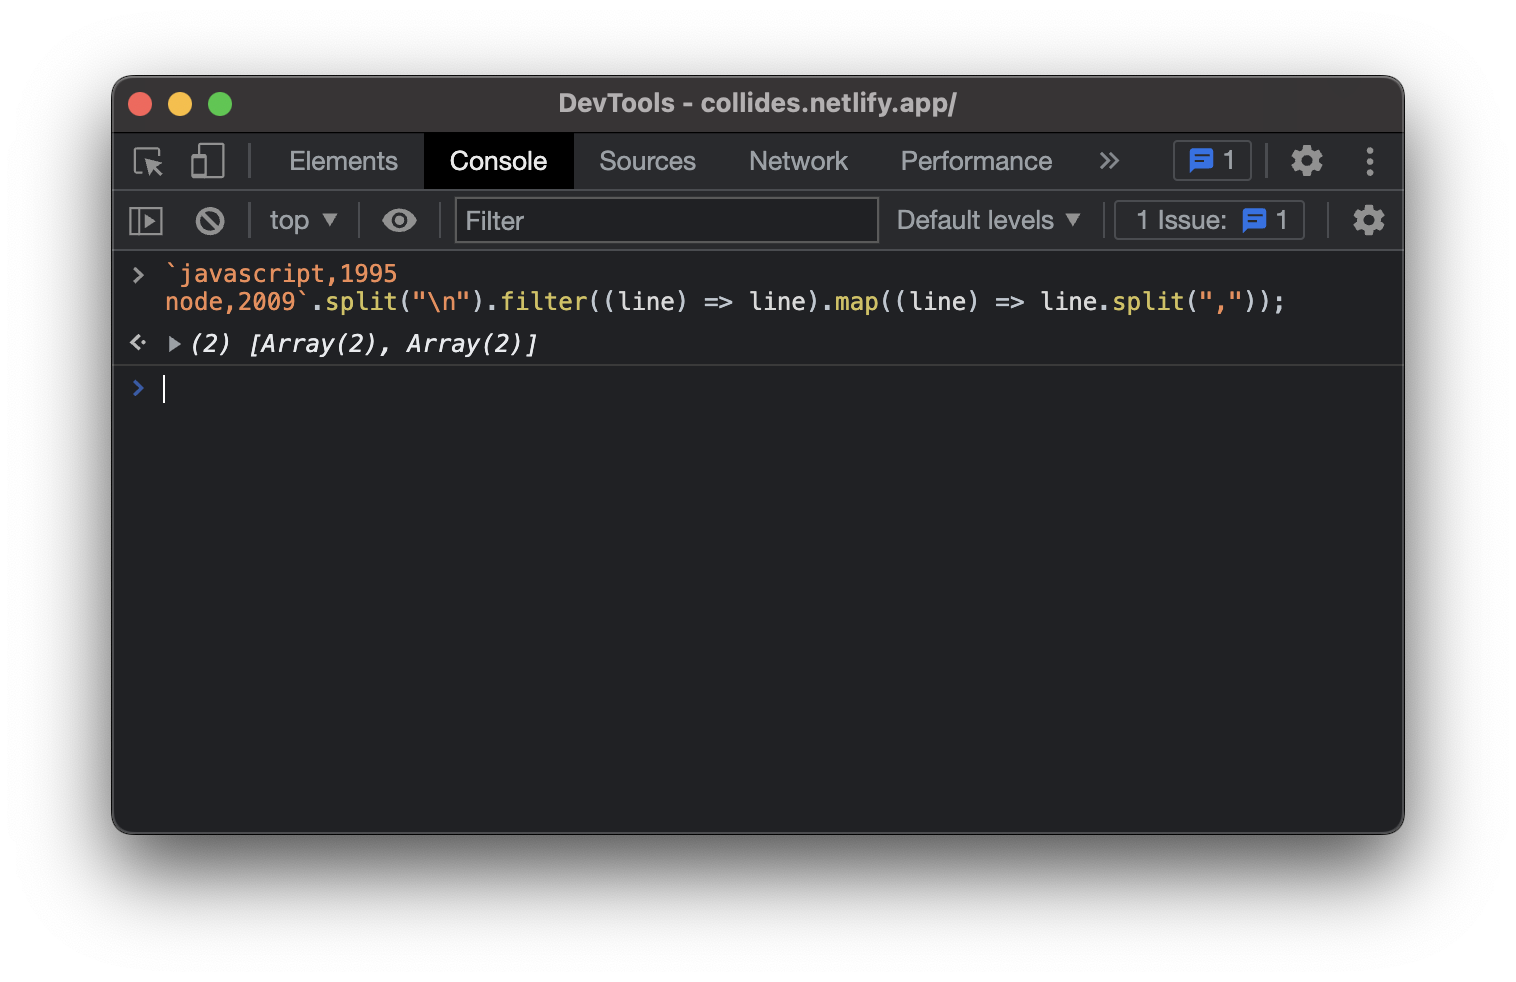 DevTools - collides.netlify.app/
Elements Console Sources Network Performance 1
top Filter Default levels 1 Issue: 1
`javascript,1995
node,2009`.split("\n").filter((line) => line).map((line) => line.split(","));
(2) [Array(2), Array(2)]